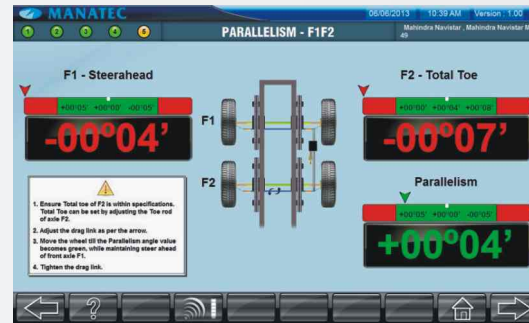 MANATEC
06/06/2013 10:39 AM Version : 1.00
1 2 3 4 5
PARALLELISM - F1F2
Mahindra Navistar , Mahindra Navistar M
49
F1 - Steerahead
+00°05' +00°00' -00°05'
-00°04’
F1
F2
F2 - Total Toe
+00°00' +00°04' +00°08'
-00°07’
Parallelism
+00°05' +00°00' -00°05'
+00°04’
1. Ensure Total toe of F2 is within specifications.
Total Toe can be set by adjusting the Toe rod
of axle F2.
2. Adjust the drag link as per the arrow.
3. Move the wheel till the Parallelism angle value
becomes green, while maintaining steer ahead
of front axle F1.
4. Tighten the drag link.